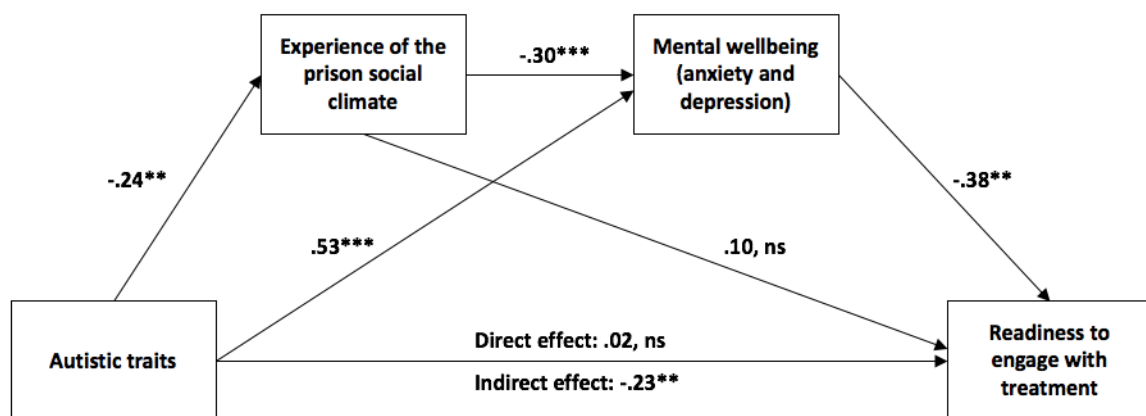 Experience of the
prison social
climate
-.30***
Mental wellbeing
(anxiety and
depression)
-.24**
.53***
.10, ns
-.38**
Autistic traits
Direct effect: .02, ns
Indirect effect: -.23**
Readiness to
engage with
treatment